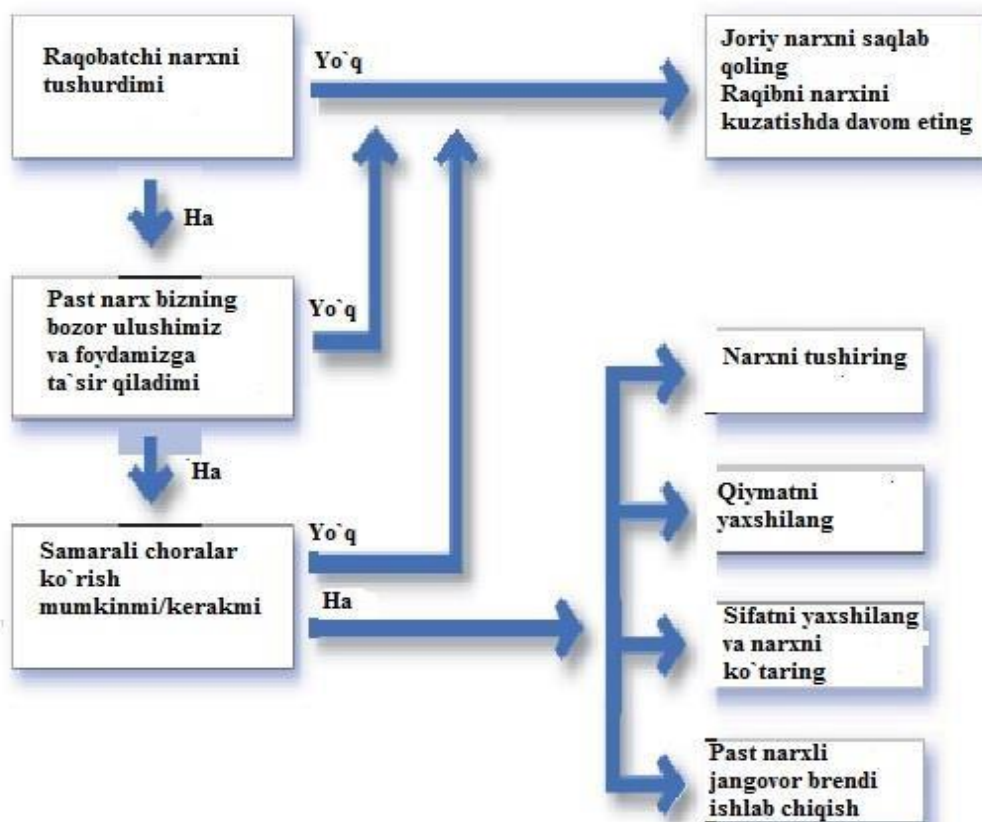 Raqobatchi narxni
tushurdimi
Yo`q
Joriy narxni saqlab
qoling
Raqibni narxini
kuzatishda davom eting
Ha
Past narx bizning
bozor ulushimiz
va foydamizga
ta`sir qiladimi
Yo`q
Narxni tushiring
Ha
Qiymatni
yaxshilang
Samarali choralar
ko`rish
mumkinmi/kerakmi
Yo`q
Ha
Sifatni yaxshilang
va narxni
ko`taring
Past narxli
jangovor brendi
ishlab chiqish